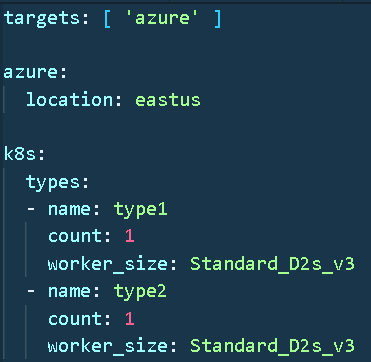 targets: [ 'azure' ]
azure:
location: eastus
k8s:
types:
- name: type1
count: 1
worker_size: Standard_D2s_v3
- name: type2
count: 1
worker_size: Standard_D2s_v3